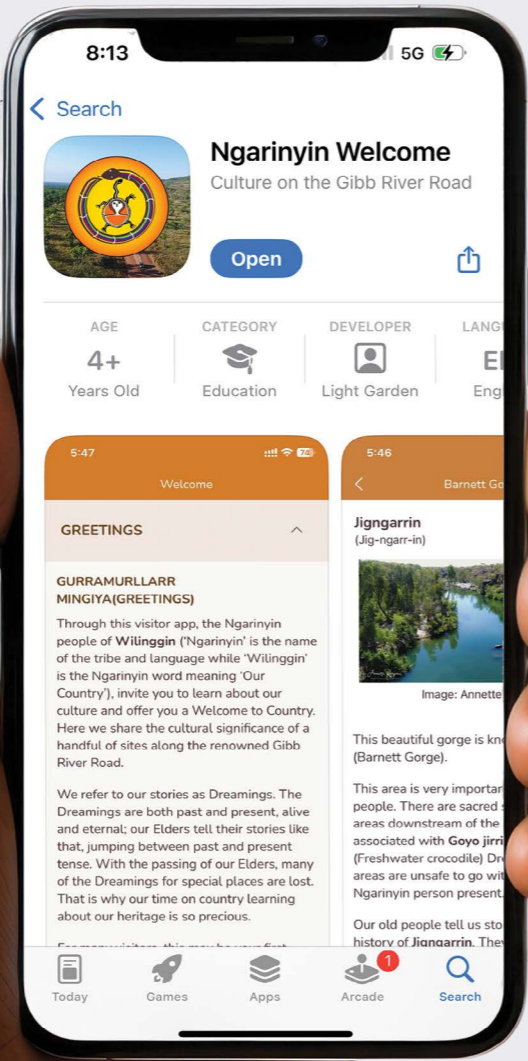 8:13
5G
Search
Ngarinyin Welcome
Culture on the Gibb River Road
Open
AGE
4+
Years Old
CATEGORY
Education
DEVELOPER
Light Garden
5:47
74
Welcome
GREETINGS
GURRAMURLLARR
MINGIYA(GREETINGS)
Through this visitor app, the Ngarinyin
people of Wilinggin (‘Ngarinyin’ is the name
of the tribe and language while ‘Wilinggin’
is the Ngarinyin word meaning ‘Our
Country’), invite you to learn about our
culture and offer you a Welcome to Country.
Here we share the cultural significance of a
handful of sites along the renowned Gibb
River Road.
We refer to our stories as Dreamings. The
Dreamings are both past and present, alive
and eternal; our Elders tell their stories like
that, jumping between past and present
tense. With the passing of our Elders, many
of the Dreamings for special places are lost.
That is why our time on country learning
about our heritage is so precious.
5:46
Barnett
Jigngarrin
(Jig-ngarr-in)
Image: Annette
This beautiful gorge is
(Barnett Gorge).
This area is very
people. There are sacred
areas downstream of the
associated with Goyo
(Freshwater crocodile)
areas are unsafe to go
Ngarinyin person present.
Our old people tell us
history of Jigngarrin. They
Today
Games
Apps
1
Arcade
Search